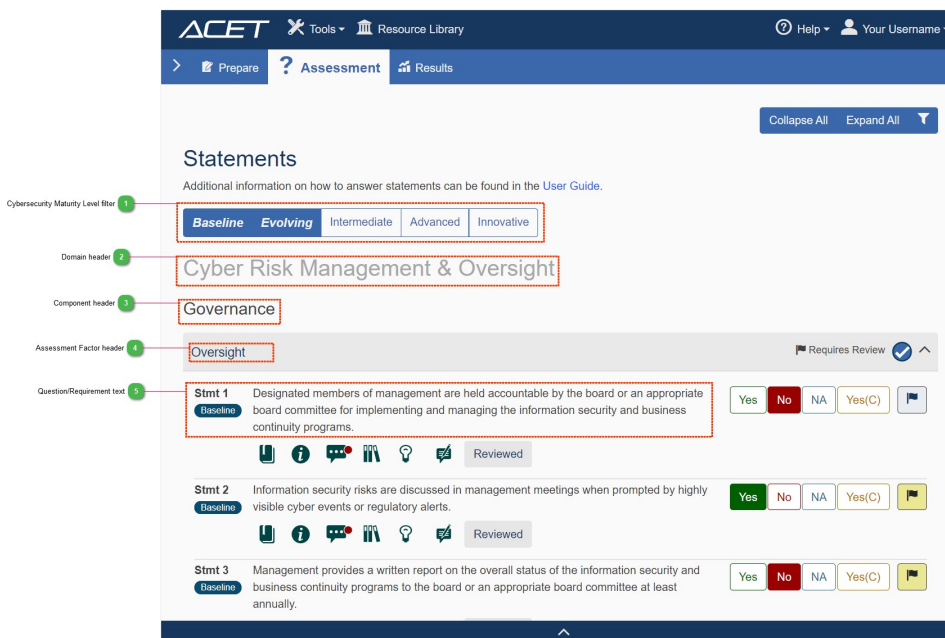 ACET Tools Resource Library Help Your Username
Prepare ? Assessment Results
Collapse All Expand All
Statements
Additional information on how to answer statements can be found in the User Guide.
Cybersecurity Maturity Level filter 1
Baseline Evolving Intermediate Advanced Innovative
Domain header 2
Cyber Risk Management & Oversight
Component header 3
Governance
Assessment Factor header 4
Oversight Requires Review
Question/Requirement text 5
Stmt 1 Designated members of management are held accountable by the board or an appropriate Yes No NA Yes(C)
Baseline board committee for implementing and managing the information security and business
continuity programs.
Reviewed
Stmt 2 Information security risks are discussed in management meetings when prompted by highly Yes No NA Yes(C)
Baseline visible cyber events or regulatory alerts.
Reviewed
Stmt 3 Management provides a written report on the overall status of the information security and Yes No NA Yes(C)
Baseline business continuity programs to the board or an appropriate board committee at least
annually.